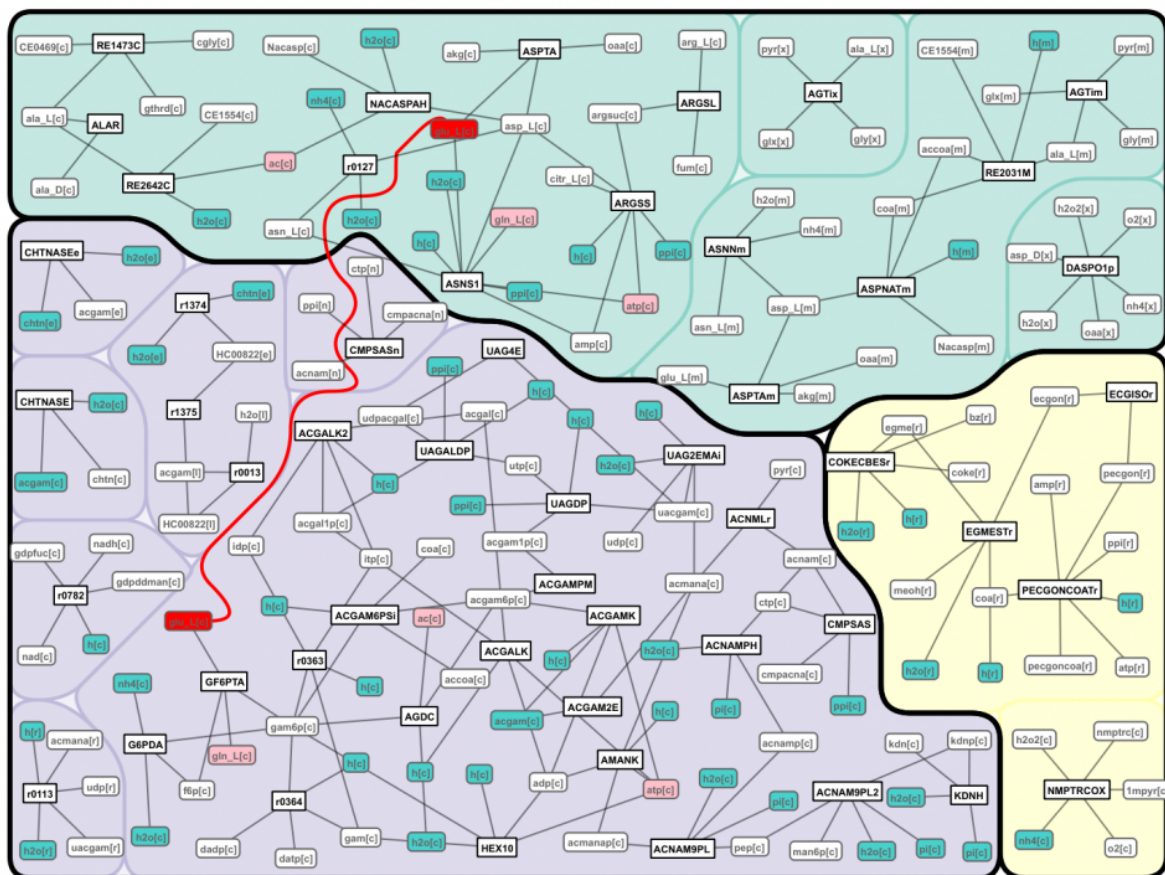 CE0469[c]
RE1473C
cgly[c]
gthrd[c]
ala_L[c]
ALAR
CE1554[c]
ala_D[c]
RE2642C
ac[c]
h2o[c]
Nacasp[c]
h2o[c]
NACASPAH
nh4[c]
r0127
h2o[c]
asn_L[c]
akg[c]
ASPTA
oaa[c]
glu_L[c]
asp_L[c]
h2o[c]
gln_L[c]
h[c]
ASNS1
ppi[c]
arg_L[c]
ARGSL
argsuc[c]
fum[c]
citr_L[c]
ARGSS
h[c]
ppi[c]
atp[c]
amp[c]
pyr[x]
ala_L[x]
AGTix
glx[x]
gly[x]
CE1554[m]
h[m]
pyr[m]
glx[m]
AGTim
accoa[m]
ala_L[m]
gly[m]
RE2031M
coa[m]
h2o[m]
nh4[m]
ASNNm
asn_L[m]
asp_L[m]
ASPNATm
h[m]
Nacasp[m]
glu_L[m]
ASPTAm
oaa[m]
akg[m]
h2o2[x]
o2[x]
asp_D[x]
DASPO1p
h2o[x]
oaa[x]
nh4[x]
CHTNASEe
h2o[e]
chtn[e]
acgam[e]
r1374
chtn[e]
h2o[e]
HC00822[e]
r1375
h2o[l]
acgam[l]
r0013
HC00822[l]
CHTNASE
h2o[c]
acgam[c]
chtn[c]
ctp[n]
ppi[n]
cmpacna[n]
CMPSASn
acnam[n]
gdpfuc[c]
nadh[c]
gdpddman[c]
r0782
nad[c]
h[c]
h[r]
acmana[r]
r0113
udp[r]
h2o[r]
uacgam[r]
UAG4E
ppi[c]
h[c]
udpacgal[c]
acgal[c]
ACGALK2
UAGALDP
h[c]
h[c]
utp[c]
h2o[c]
UAG2EMAi
h[c]
ppi[c]
UAGDP
acgal1p[c]
uacgam[c]
udp[c]
pyr[c]
ACNMLr
idp[c]
itp[c]
coa[c]
acgam1p[c]
ACGAMPM
acmana[c]
acnam[c]
h[c]
ACGAM6PSi
ac[c]
acgam6p[c]
ACGAMK
ctp[c]
CMPSAS
glu_L[c]
r0363
h[c]
ACGALK
h[c]
h2o[c]
ACNAMPH
accoa[c]
cmpacna[c]
GF6PTA
nh4[c]
gam6p[c]
AGDC
acgam[c]
ACGAM2E
h[c]
pi[c]
ppi[c]
G6PDA
gln_L[c]
f6p[c]
h2o[c]
h[c]
h[c]
h[c]
adp[c]
AMANK
atp[c]
acnamp[c]
r0364
dadp[c]
datp[c]
gam[c]
h2o[c]
HEX10
acmanap[c]
ACNAM9PL
h2o[c]
pi[c]
pep[c]
kdn[c]
kdnp[c]
ACNAM9PL2
h2o[c]
KDNH
man6p[c]
h2o[c]
pi[c]
pi[c]
ecgon[r]
ECGISOr
egme[r]
bz[r]
COKECBESr
coke[r]
pecgon[r]
h2o[r]
h[r]
amp[r]
EGMESTr
ppi[r]
meoh[r]
coa[r]
PECGONCOATr
h[r]
h2o[r]
h[r]
pecgoncoa[r]
atp[r]
h2o2[c]
nmptrc[c]
NMPTRCOX
nh4[c]
o2[c]